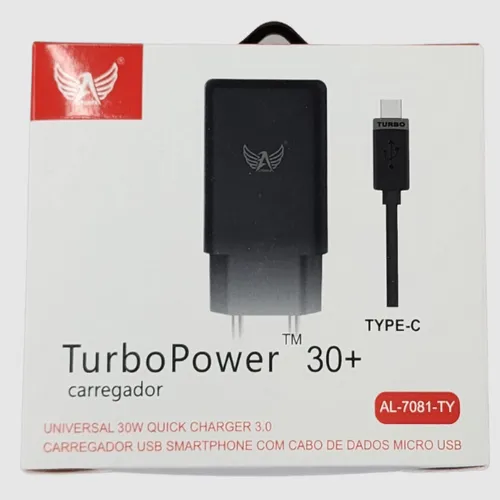 ®
TURBO
TYPE-C
TurboPower™ 30+
carregador
AL-7081-TY
UNIVERSAL 30W QUICK CHARGER 3.0
CARREGADOR USB SMARTPHONE COM CABO DE DADOS MICRO USB